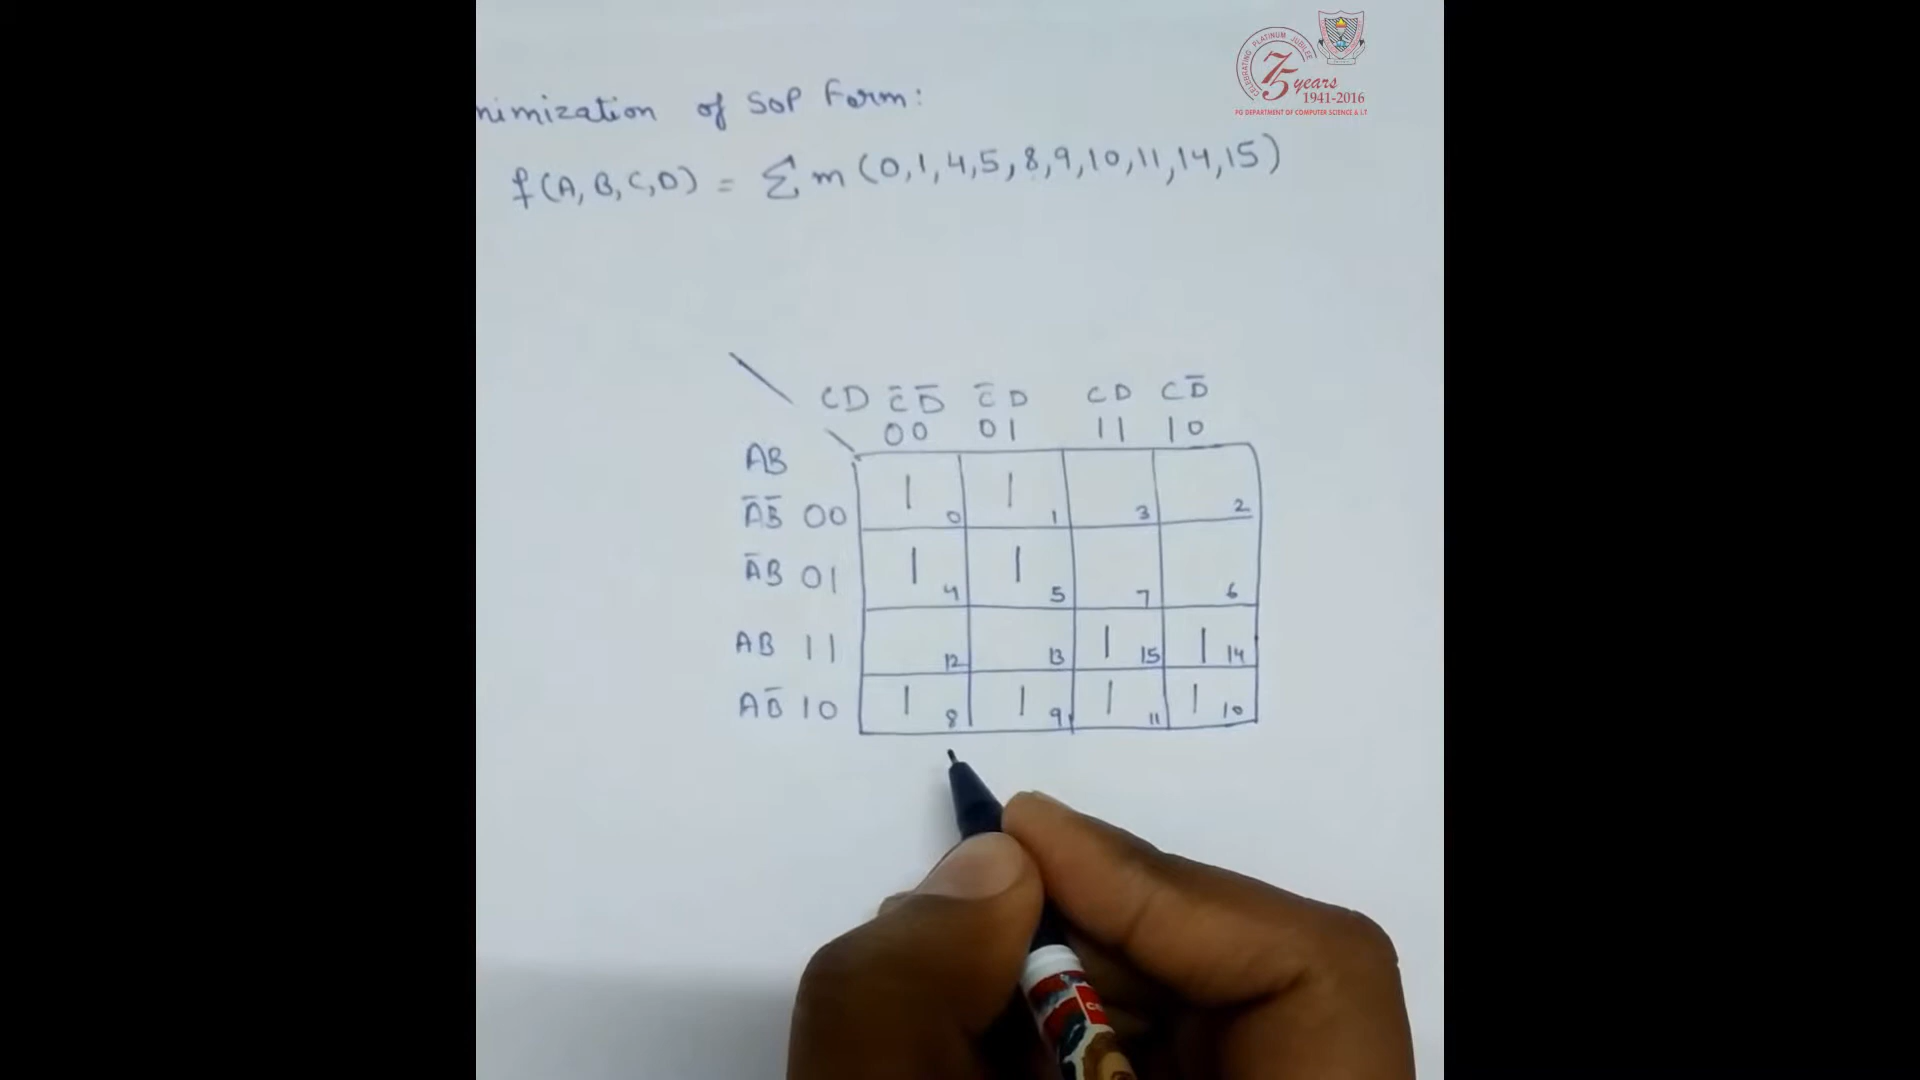 CELEBRATING PLATINUM JUBILEE
75 years
1941-2016
PG DEPARTMENT OF COMPUTER SCIENCE & I.T
nimization of SOP Form:
f(A,B,C,D) = Σ m (0,1,4,5,8,9,10,11,14,15)
CD C̅D̅ C̅D CD CD̅
00 01 11 10
AB
A̅B̅ 00 1 0 1 1 3 2
A̅B 01 1 4 1 5 7 6
AB 11 12 13 1 15 1 14
AB̅ 10 1 8 1 9 1 11 1 10